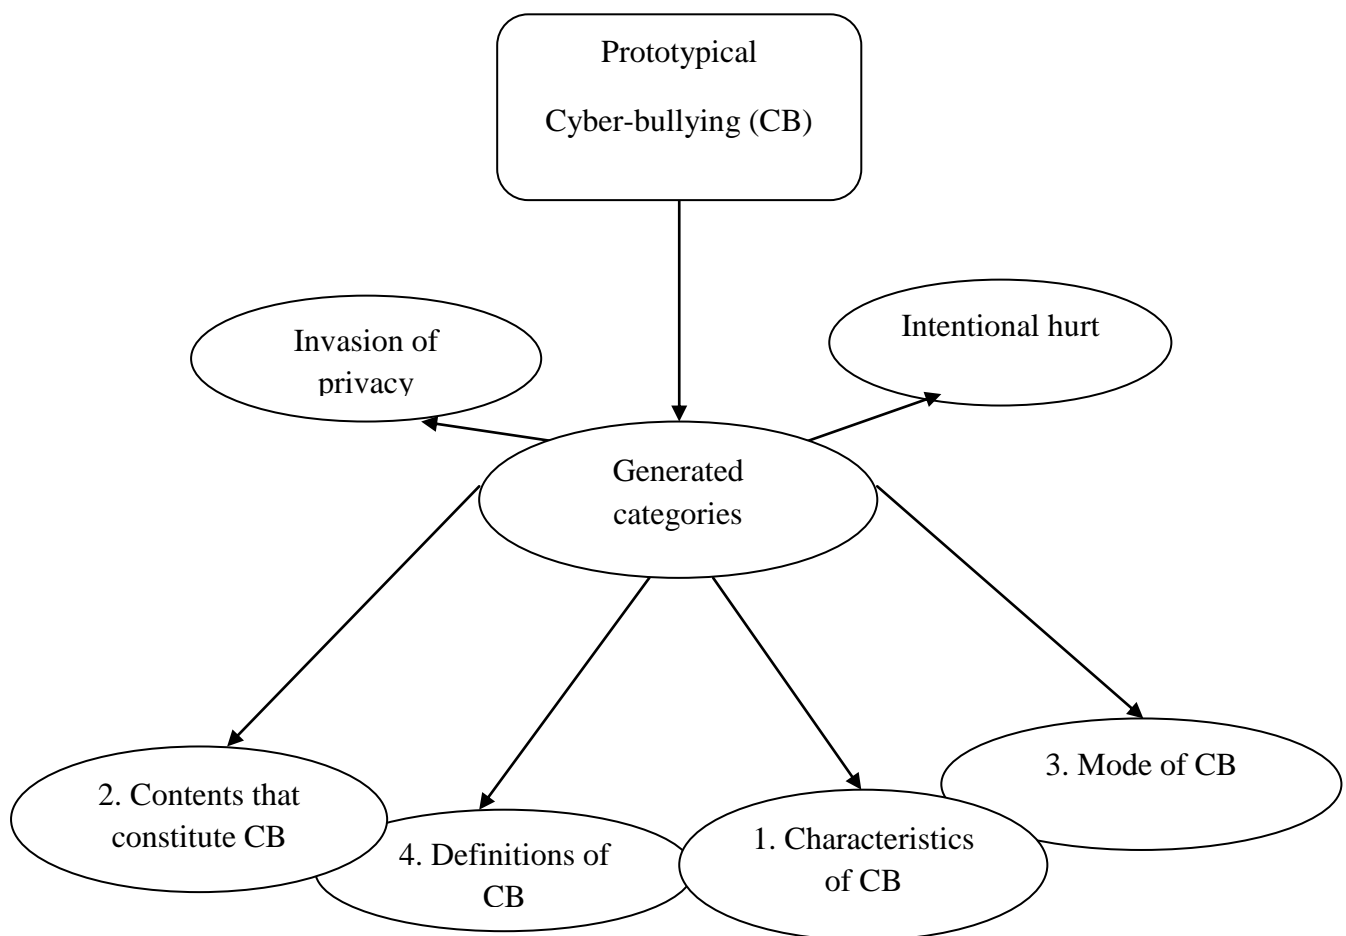 Prototypical
Cyber-bullying (CB)
Invasion of
privacy
Intentional hurt
Generated
categories
2. Contents that
constitute CB
4. Definitions of
CB
1. Characteristics
of CB
3. Mode of CB